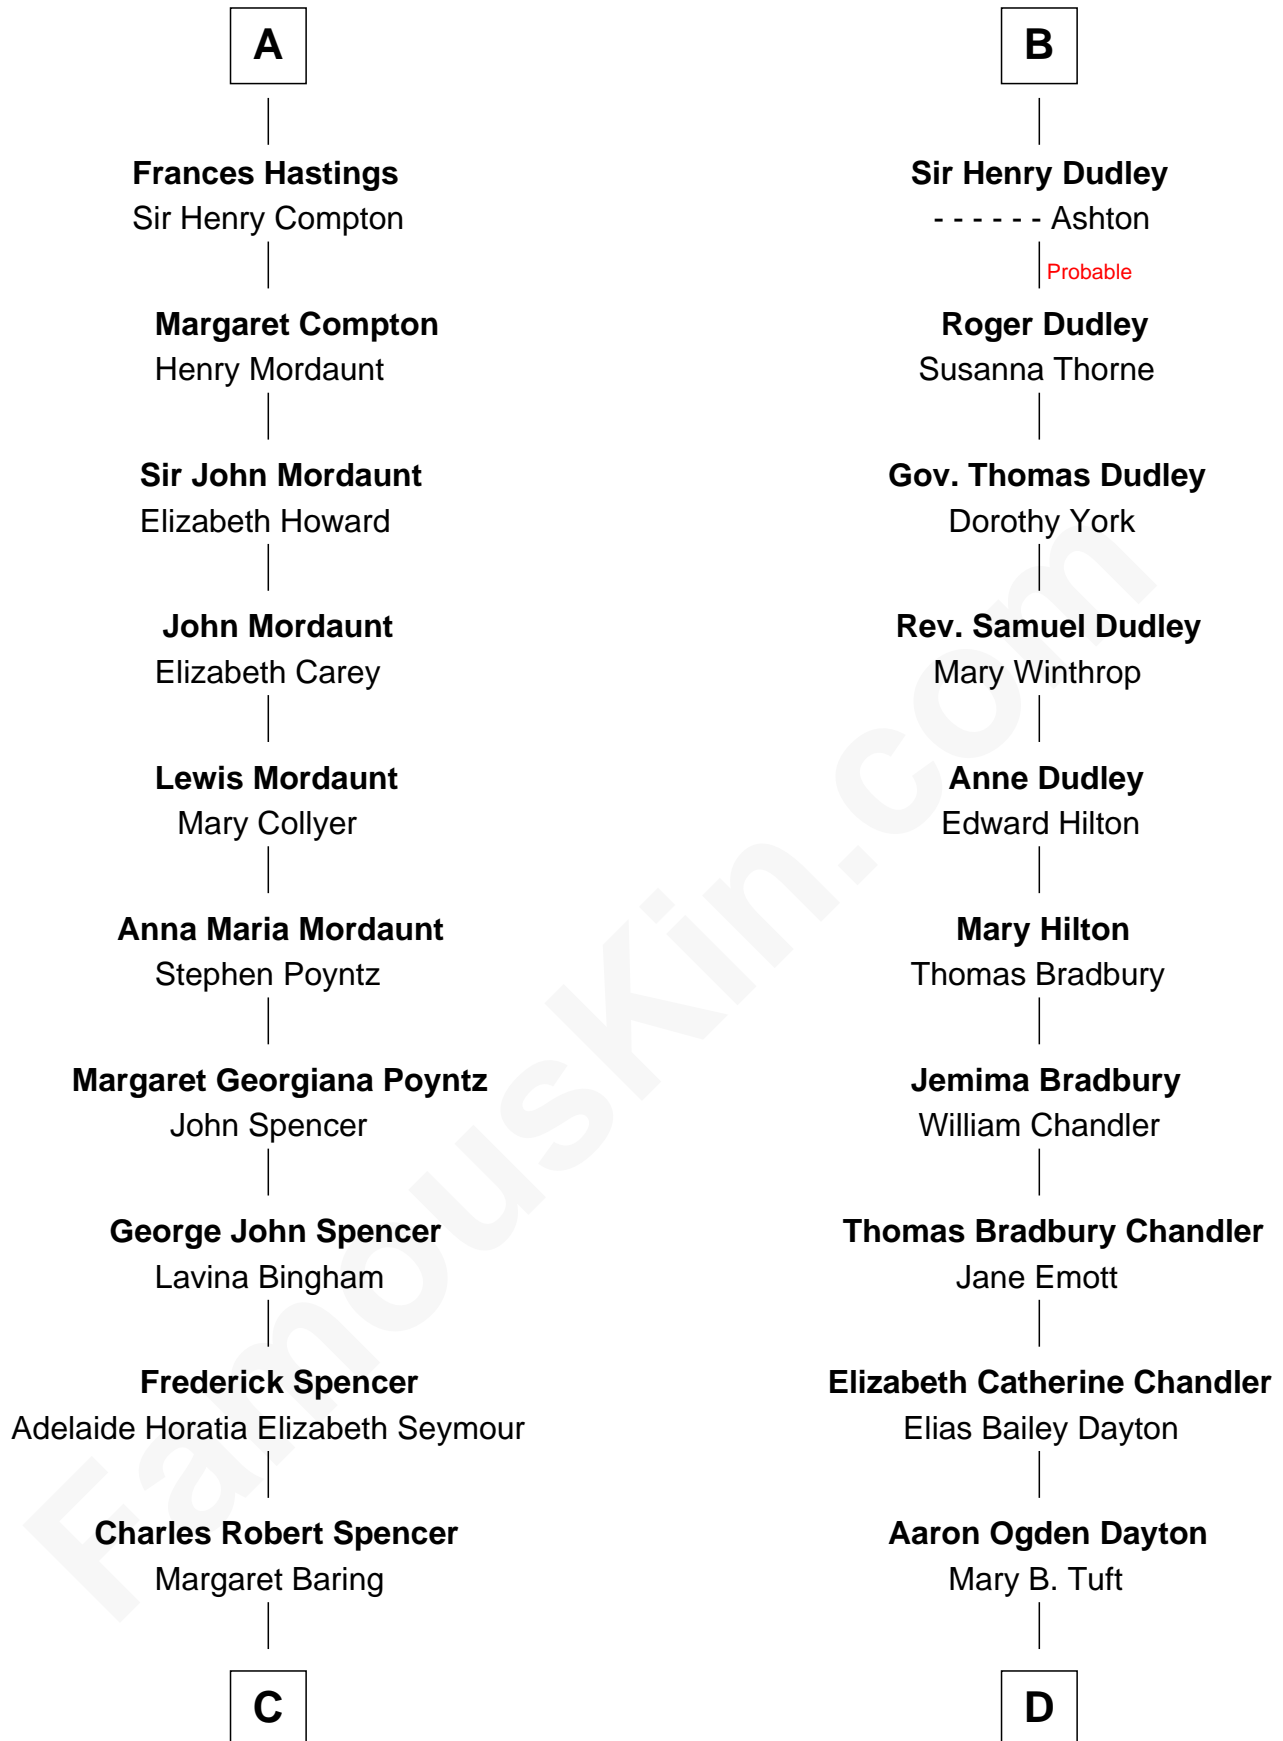 A
Frances Hastings
Sir Henry Compton
Margaret Compton
Henry Mordaunt
Sir John Mordaunt
Elizabeth Howard
John Mordaunt
Elizabeth Carey
Lewis Mordaunt
Mary Collyer
Anna Maria Mordaunt
Stephen Poyntz
Margaret Georgiana Poyntz
John Spencer
George John Spencer
Lavina Bingham
Frederick Spencer
Adelaide Horatia Elizabeth Seymour
Charles Robert Spencer
Margaret Baring
C
B
Sir Henry Dudley
- - - - - - Ashton
Probable
Roger Dudley
Susanna Thorne
Gov. Thomas Dudley
Dorothy York
Rev. Samuel Dudley
Mary Winthrop
Anne Dudley
Edward Hilton
Mary Hilton
Thomas Bradbury
Jemima Bradbury
William Chandler
Thomas Bradbury Chandler
Jane Emott
Elizabeth Catherine Chandler
Elias Bailey Dayton
Aaron Ogden Dayton
Mary B. Tuft
D
FamousKin.com